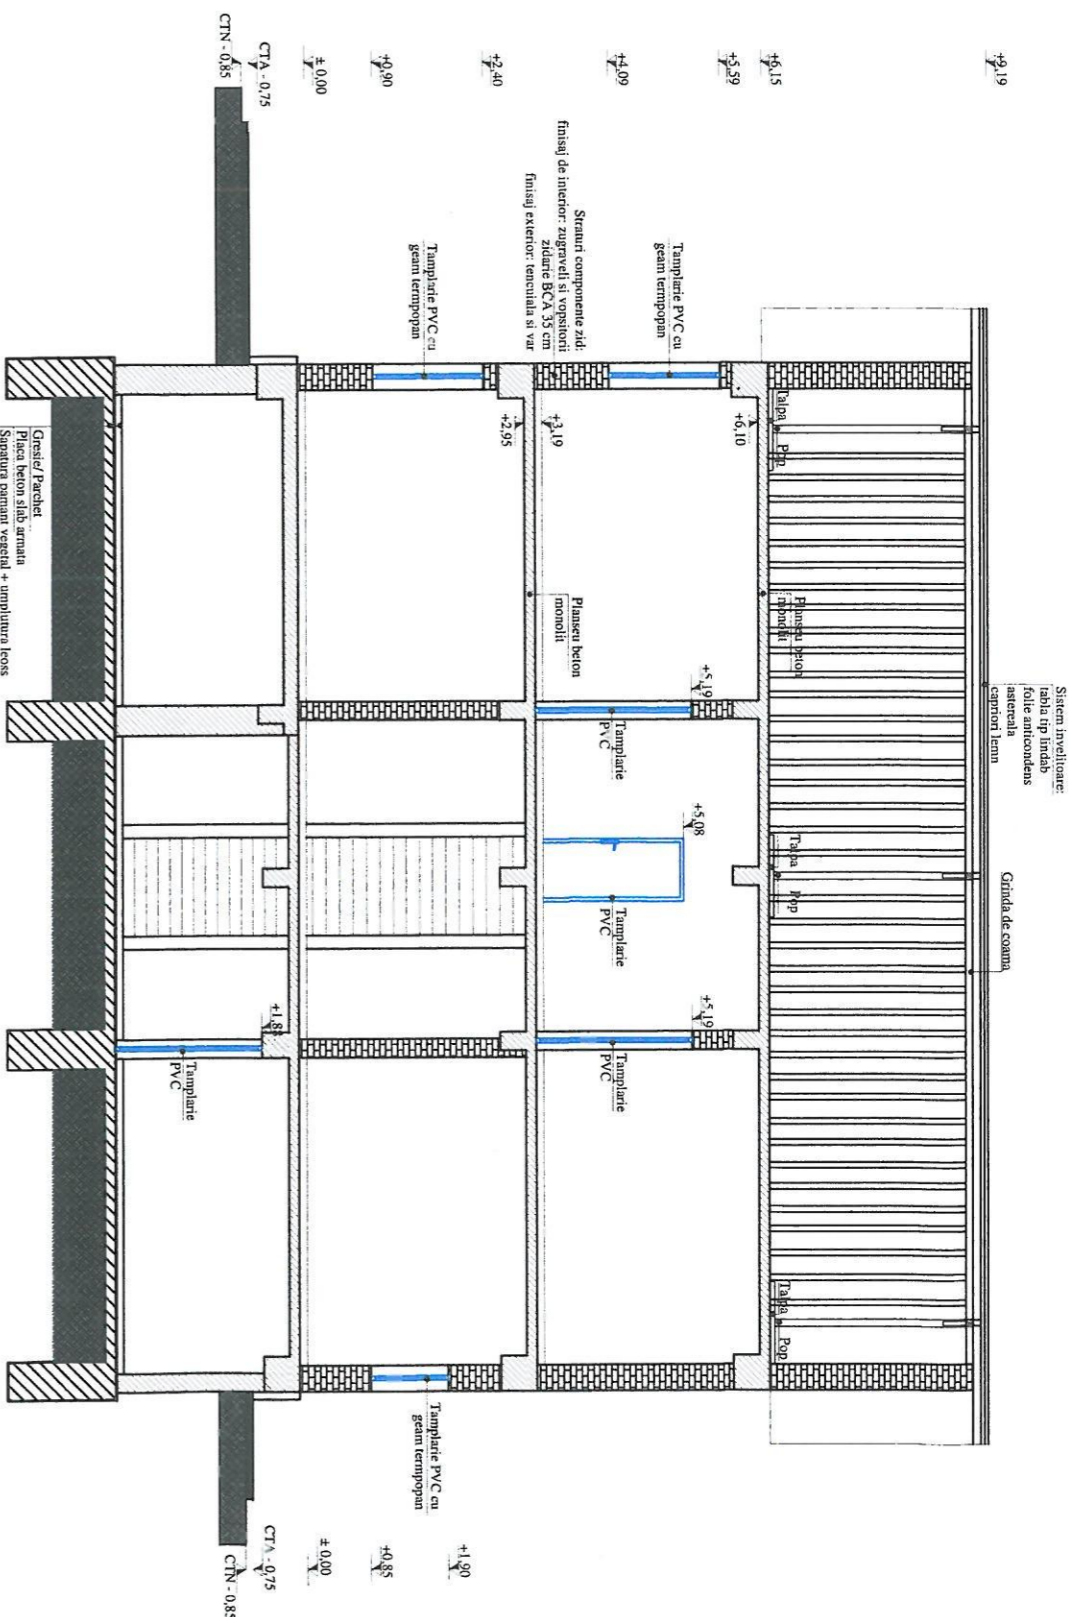 +9,19
+6,15
+5,59
+4,09
+2,40
+0,90
± 0,00
CTA - 0,75
CTN - 0,85
Sistem invelitoare:
tabla tip lindab
folie anticondens
astereala
capriori lemn
Grinda de coama
Talpa
Pop
Talpa
Pop
Talpa
Pop
Planseu beton
monolit
+6,10
Tamplarie PVC cu
geam termpopan
Straturi componente zid:
finisaj de interior: zugraveli si vopsitorii
zidarie BCA 35 cm
finisaj exterior: tencuiala si var
+5,19
Tamplarie
PVC
+5,08
Tamplarie
PVC
+5,19
Tamplarie
PVC
+3,19
+2,95
Planseu beton
monolit
Tamplarie PVC cu
geam termpopan
Tamplarie PVC cu
geam termpopan
+1,88
Tamplarie
PVC
+1,90
+0,85
± 0,00
CTA - 0,75
CTN - 0,85
Gresie/ Parchet
Placa beton slab armata
Sapatura pamant vegetal + umplutura leoss